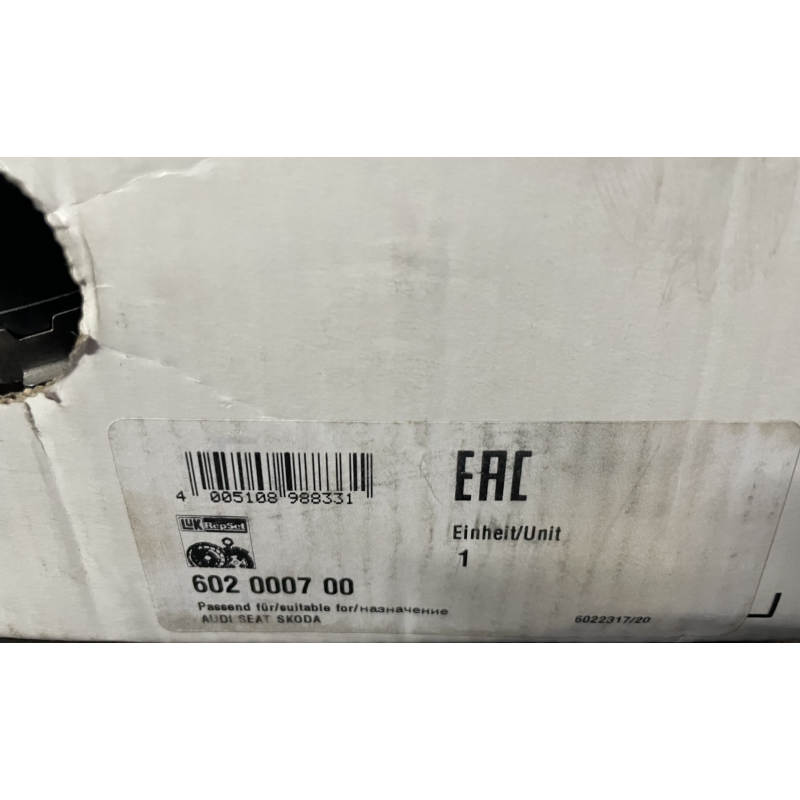 4 005108 988331
EAC
LuK RepSet
Einheit/Unit
1
602 0007 00
Passend für/suitable for/назначение
AUDI SEAT SKODA
6022317/20